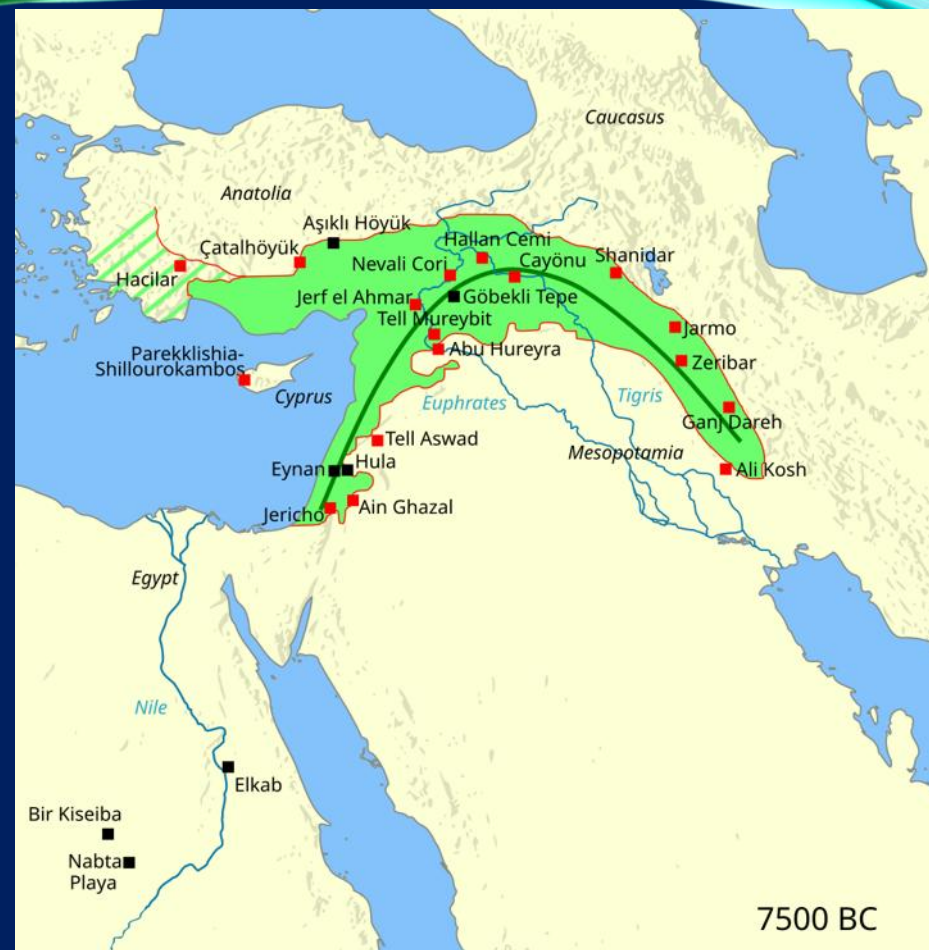 Caucasus
Anatolia
Aşıklı Höyük
Çatalhöyük
Hallan Cemi
Cayönu
Shanidar
Nevali Cori
Hacilar
Jerf el Ahmar
Göbekli Tepe
Tell Mureybit
Jarmo
Abu Hureyra
Parekklishia-
Shillourokambos
Zeribar
Cyprus
Euphrates
Tigris
Ganj Dareh
Tell Aswad
Mesopotamia
Eynan
Hula
Ali Kosh
Jericho
Ain Ghazal
Egypt
Nile
Elkab
Bir Kiseiba
Nabta
Playa
7500 BC